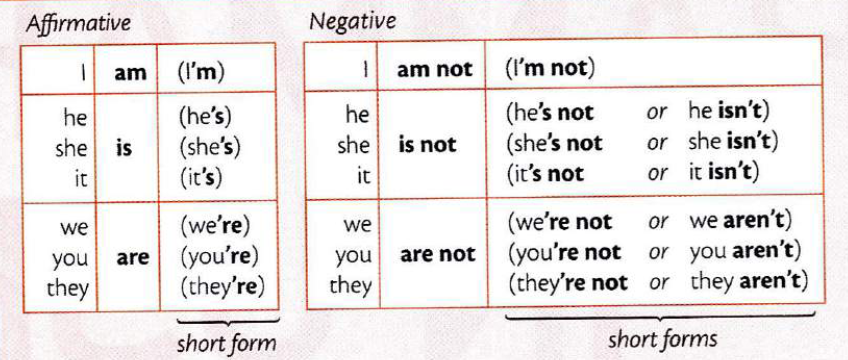 Affirmative
I am (I'm)
he (he's)
she is (she's)
it (it's)
we (we're)
you are (you're)
they (they're)
short form
Negative
I am not (I'm not)
he (he's not or he isn't)
she is not (she's not or she isn't)
it (it's not or it isn't)
we (we're not or we aren't)
you are not (you're not or you aren't)
they (they're not or they aren't)
short forms